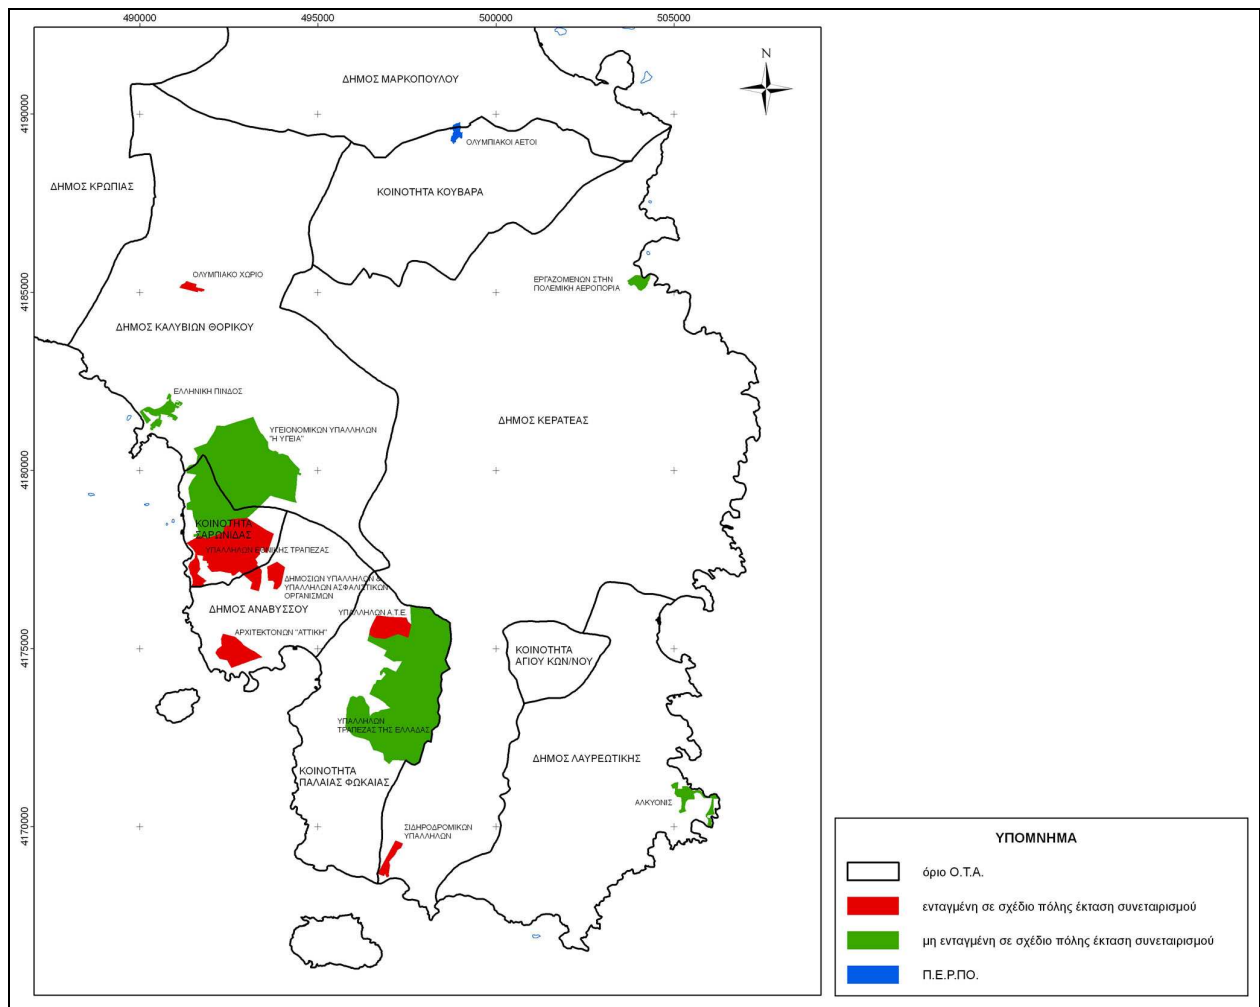 490000
495000
500000
505000
N
ΔΗΜΟΣ ΜΑΡΚΟΠΟΥΛΟΥ
4190000
ΟΛΥΜΠΙΑΚΟΙ ΑΕΤΟΙ
ΔΗΜΟΣ ΚΡΩΠΙΑΣ
ΚΟΙΝΟΤΗΤΑ ΚΟΥΒΑΡΑ
ΟΛΥΜΠΙΑΚΟ ΧΩΡΙΟ
ΕΡΓΑΖΟΜΕΝΩΝ ΣΤΗΝ
ΠΟΛΕΜΙΚΗ ΑΕΡΟΠΟΡΙΑ
4185000
ΔΗΜΟΣ ΚΑΛΥΒΙΩΝ ΘΟΡΙΚΟΥ
ΕΛΛΗΝΙΚΗ ΠΙΝΔΟΣ
ΔΗΜΟΣ ΚΕΡΑΤΕΑΣ
ΥΓΕΙΟΝΟΜΙΚΩΝ ΥΠΑΛΛΗΛΩΝ
"Η ΥΓΕΙΑ"
4180000
ΚΟΙΝΟΤΗΤΑ
ΣΑΡΩΝΙΔΑΣ
ΥΠΑΛΛΗΛΩΝ ΕΘΝΙΚΗΣ ΤΡΑΠΕΖΑΣ
ΔΗΜΟΣΙΩΝ ΥΠΑΛΛΗΛΩΝ &
ΥΠΑΛΛΗΛΩΝ ΑΣΦΑΛΙΣΤΙΚΩΝ
ΟΡΓΑΝΙΣΜΩΝ
ΔΗΜΟΣ ΑΝΑΒΥΣΣΟΥ
ΥΠΑΛΛΗΛΩΝ Α.Τ.Ε.
ΑΡΧΙΤΕΚΤΟΝΩΝ "ΑΤΤΙΚΗ"
4175000
ΚΟΙΝΟΤΗΤΑ
ΑΓΙΟΥ ΚΩΝ/ΝΟΥ
ΥΠΑΛΛΗΛΩΝ
ΤΡΑΠΕΖΑΣ ΤΗΣ ΕΛΛΑΔΑΣ
ΔΗΜΟΣ ΛΑΥΡΕΩΤΙΚΗΣ
ΚΟΙΝΟΤΗΤΑ
ΠΑΛΑΙΑΣ ΦΩΚΑΙΑΣ
ΑΛΚΥΟΝΙΣ
4170000
ΣΙΔΗΡΟΔΡΟΜΙΚΩΝ
ΥΠΑΛΛΗΛΩΝ
ΥΠΟΜΝΗΜΑ
όριο Ο.Τ.Α.
ενταγμένη σε σχέδιο πόλης έκταση συνεταιρισμού
μη ενταγμένη σε σχέδιο πόλης έκταση συνεταιρισμού
Π.Ε.Ρ.ΠΟ.